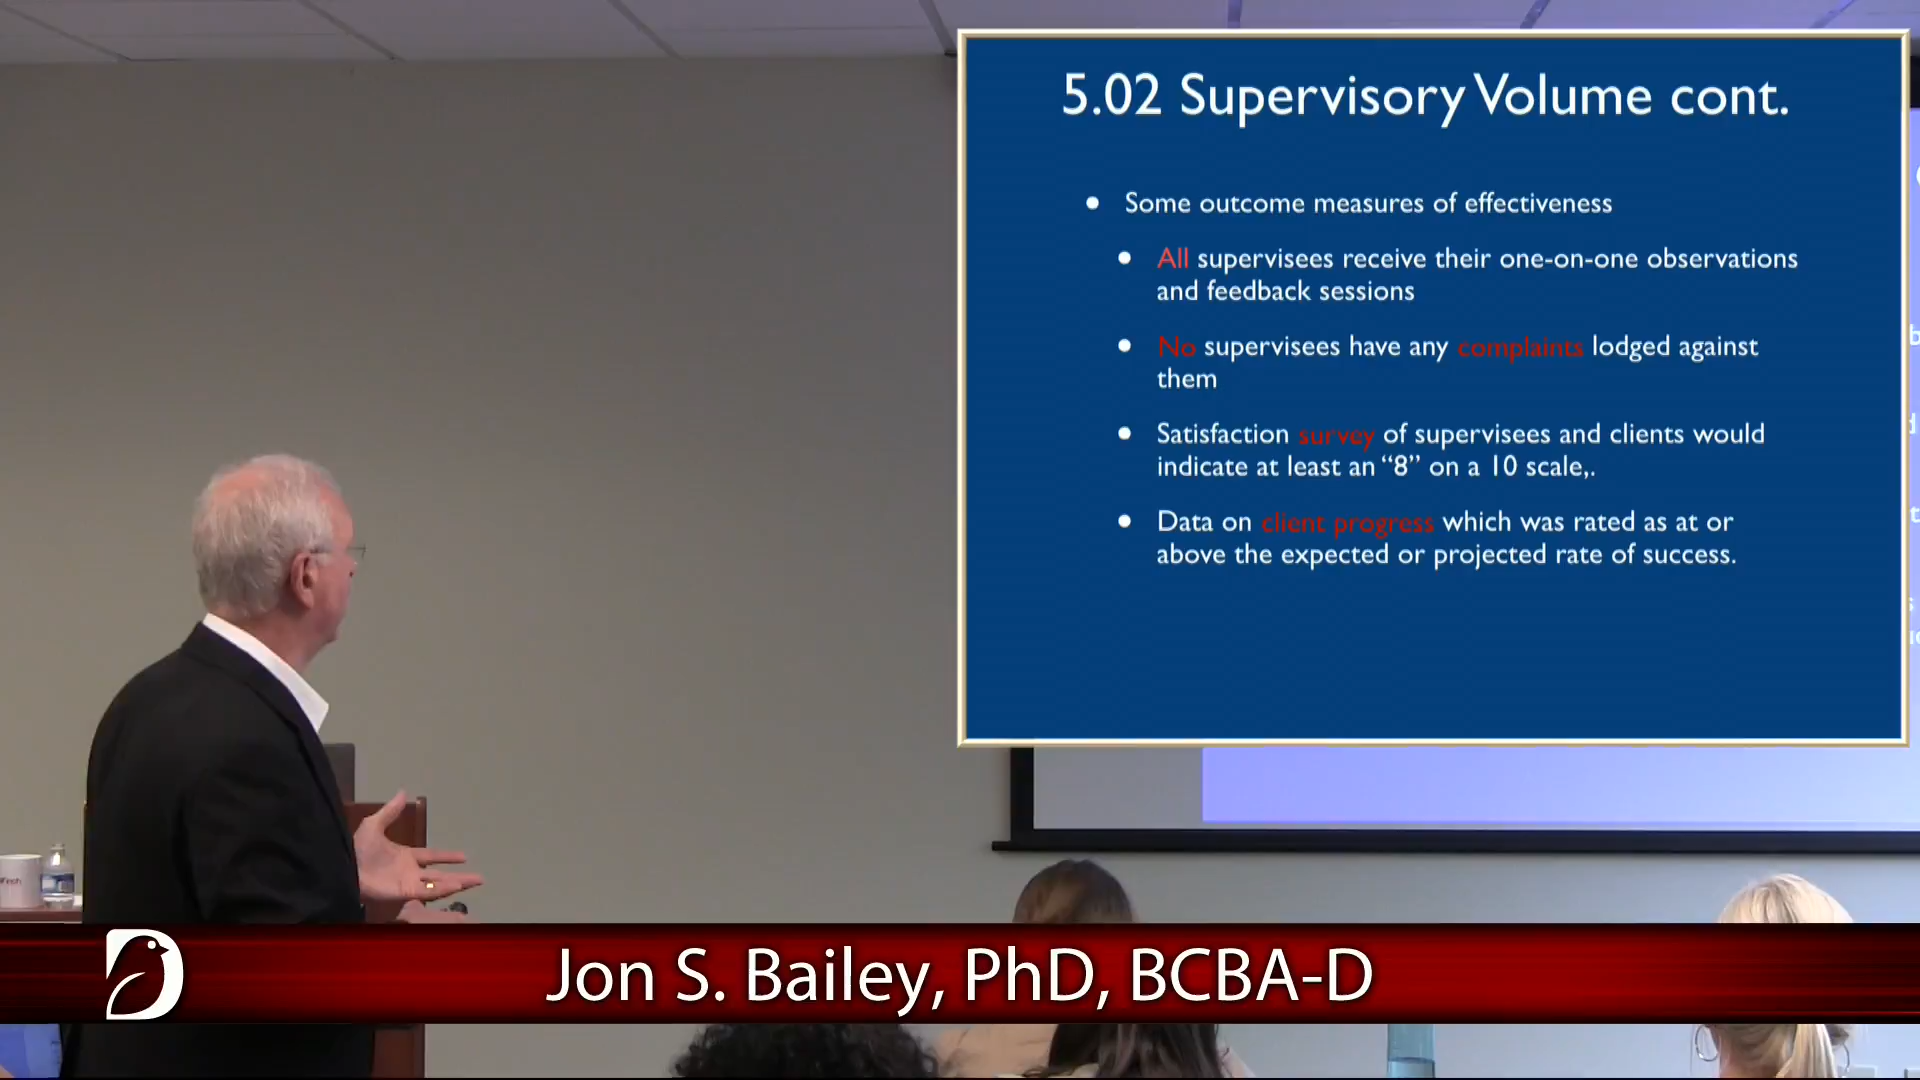 5.02 Supervisory Volume cont.
• Some outcome measures of effectiveness
• All supervisees receive their one-on-one observations
and feedback sessions
• No supervisees have any complaints lodged against
them
• Satisfaction survey of supervisees and clients would
indicate at least an “8” on a 10 scale,.
• Data on client progress which was rated as at or
above the expected or projected rate of success.
Jon S. Bailey, PhD, BCBA-D